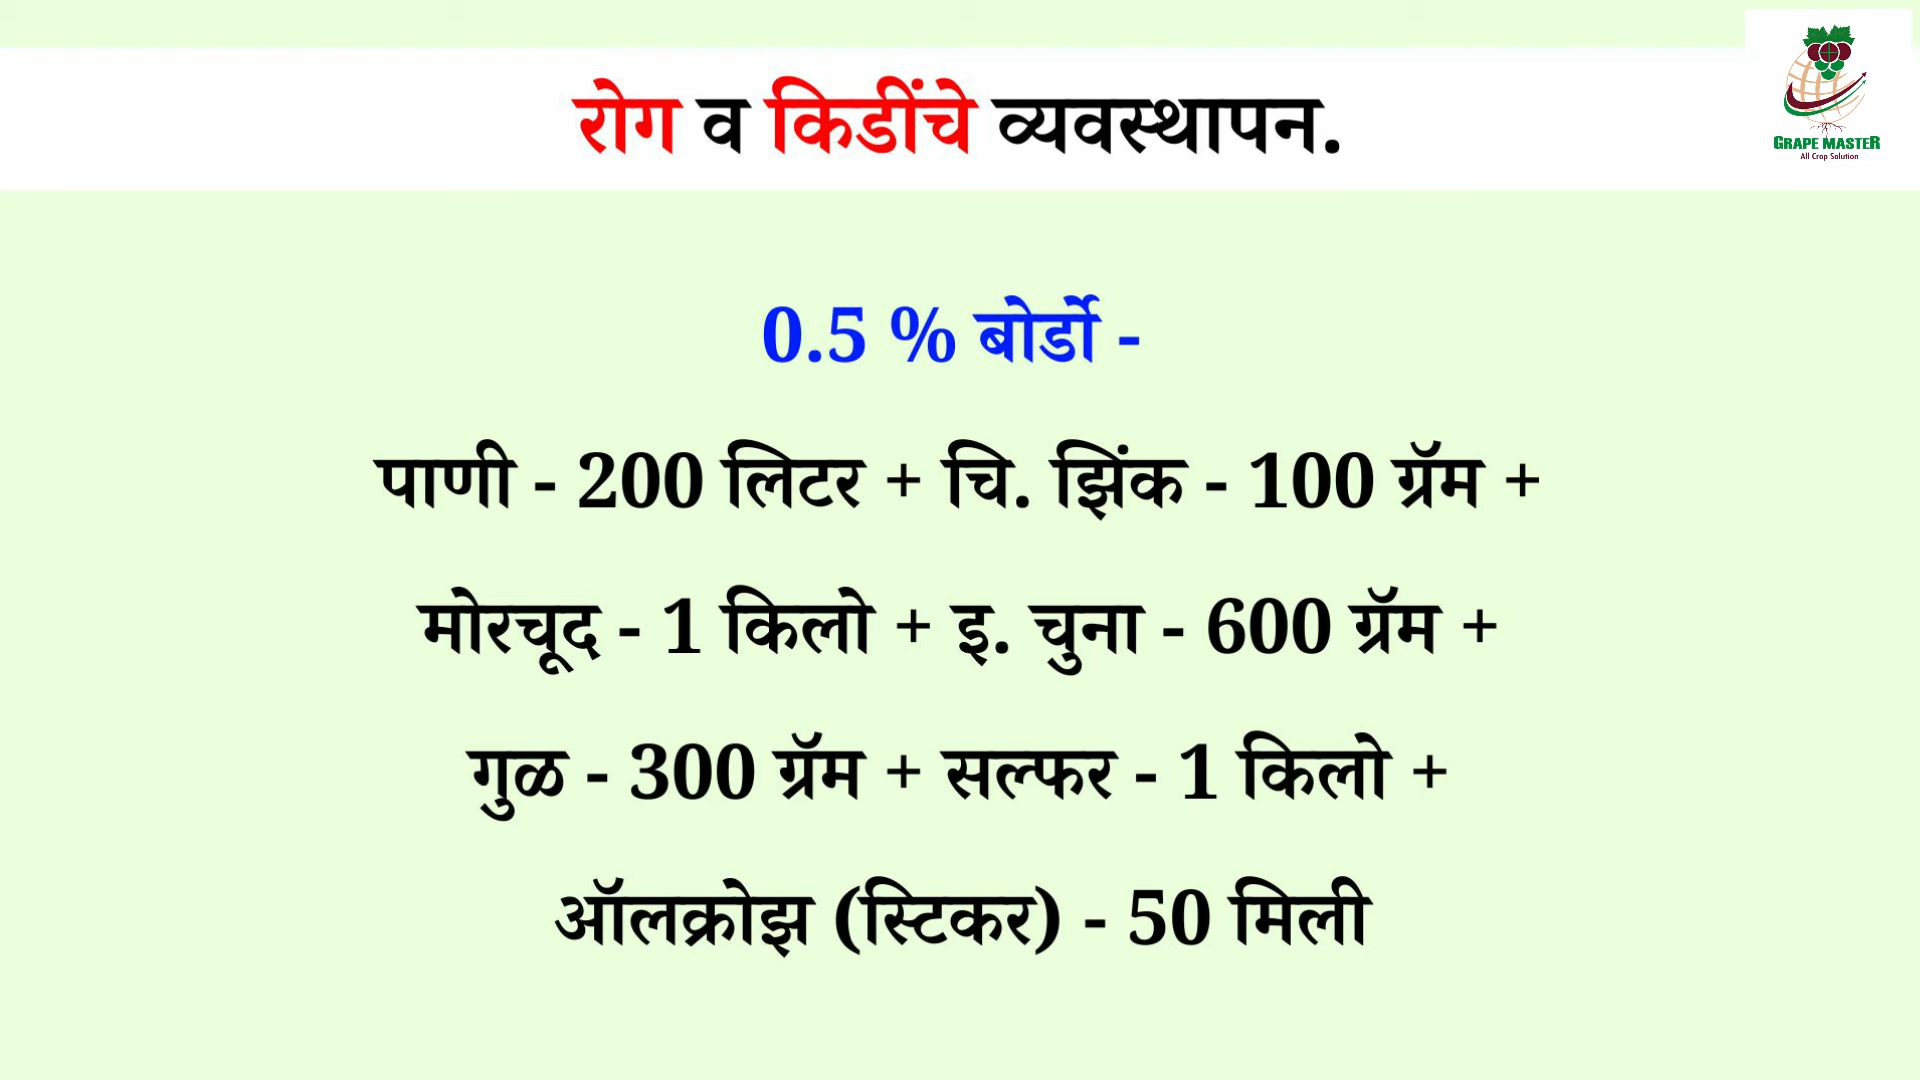 रोग व किडींचे व्यवस्थापन.
GRAPE MASTER
All Crop Solution
0.5 % बोर्डो -
पाणी - 200 लिटर + चि. झिंक - 100 ग्रॅम +
मोरचूद - 1 किलो + इ. चुना - 600 ग्रॅम +
गुळ - 300 ग्रॅम + सल्फर - 1 किलो +
ऑलक्रोझ (स्टिकर) - 50 मिली